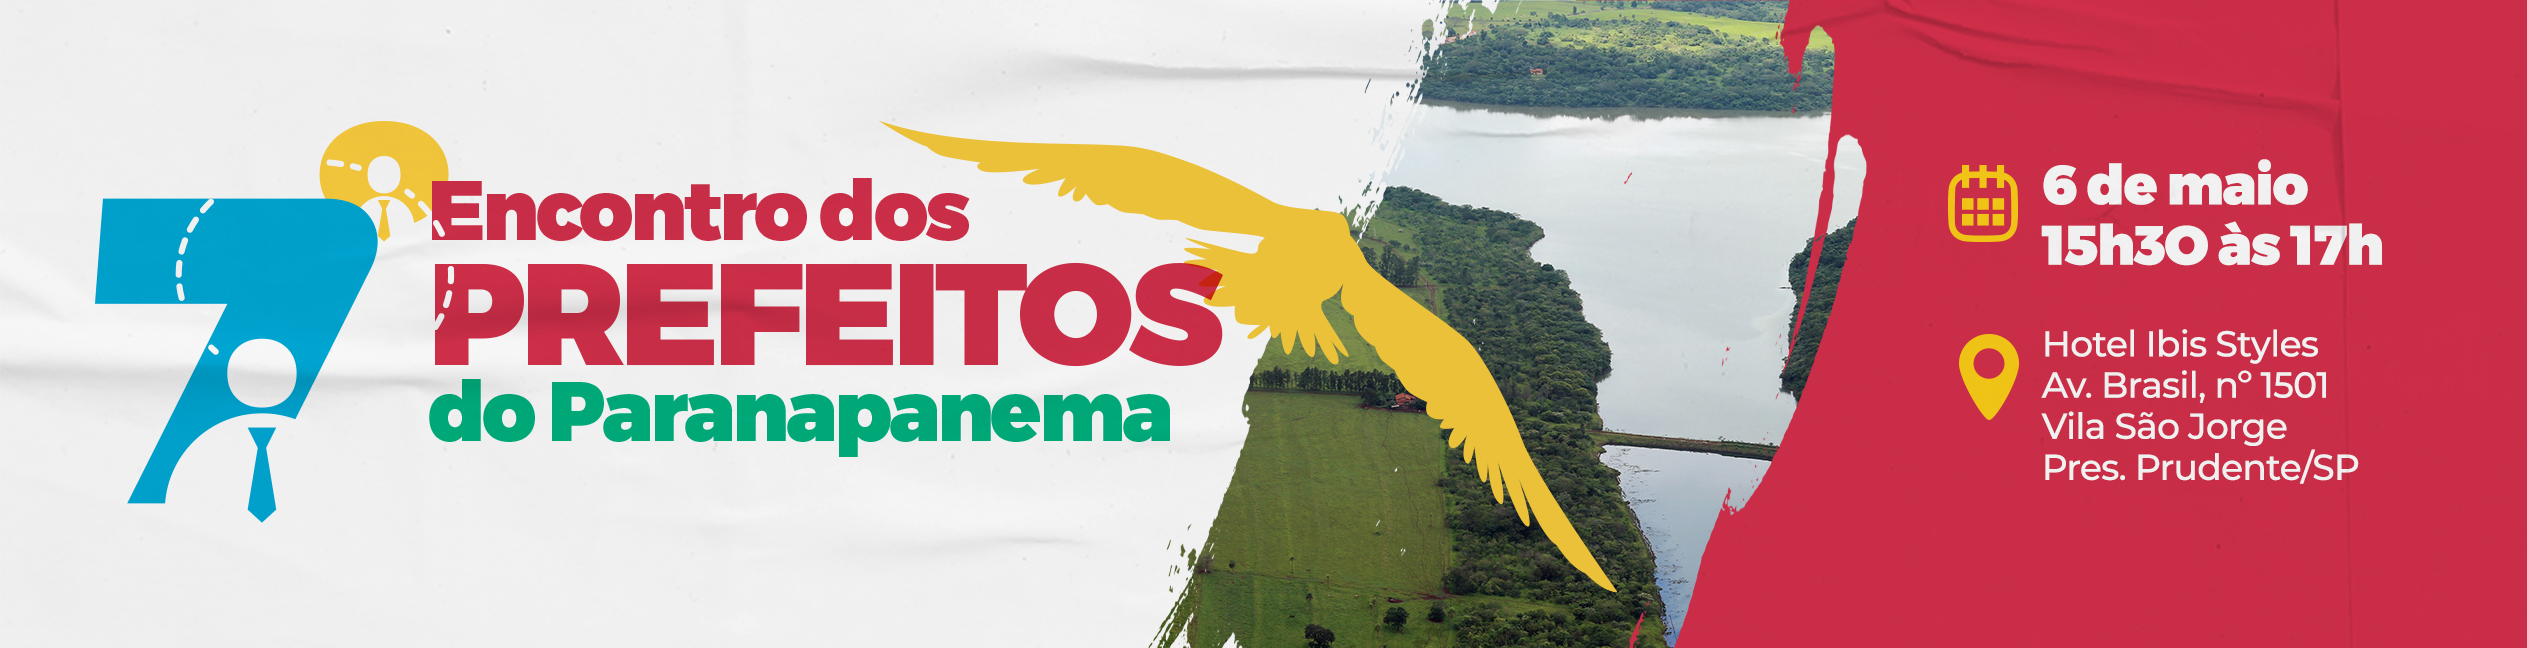 7º
Encontro dos
PREFEITOS
do Paranapanema
6 de maio
15h30 às 17h
Hotel Ibis Styles
Av. Brasil, nº 1501
Vila São Jorge
Pres. Prudente/SP